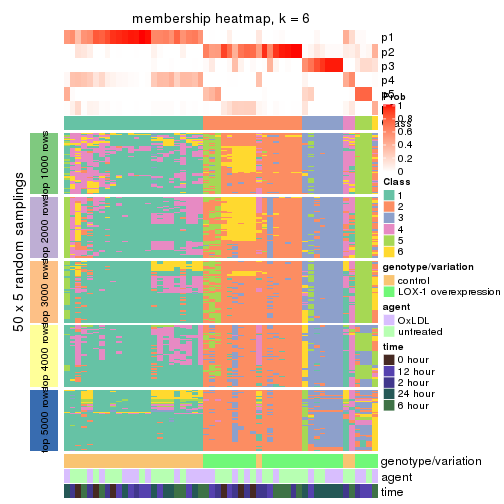 membership heatmap, k = 6
p1
p2
p3
p4
p5
Prob
1
0.8
0.6
0.4
0.2
0
Class
1
2
3
4
5
6
genotype/variation
control
LOX-1 overexpression
agent
OxLDL
untreated
time
0 hour
12 hour
2 hour
24 hour
6 hour
50 x 5 random samplings
top 1000 rows
top 2000 rows
top 3000 rows
top 4000 rows
top 5000 rows
genotype/variation
agent
time